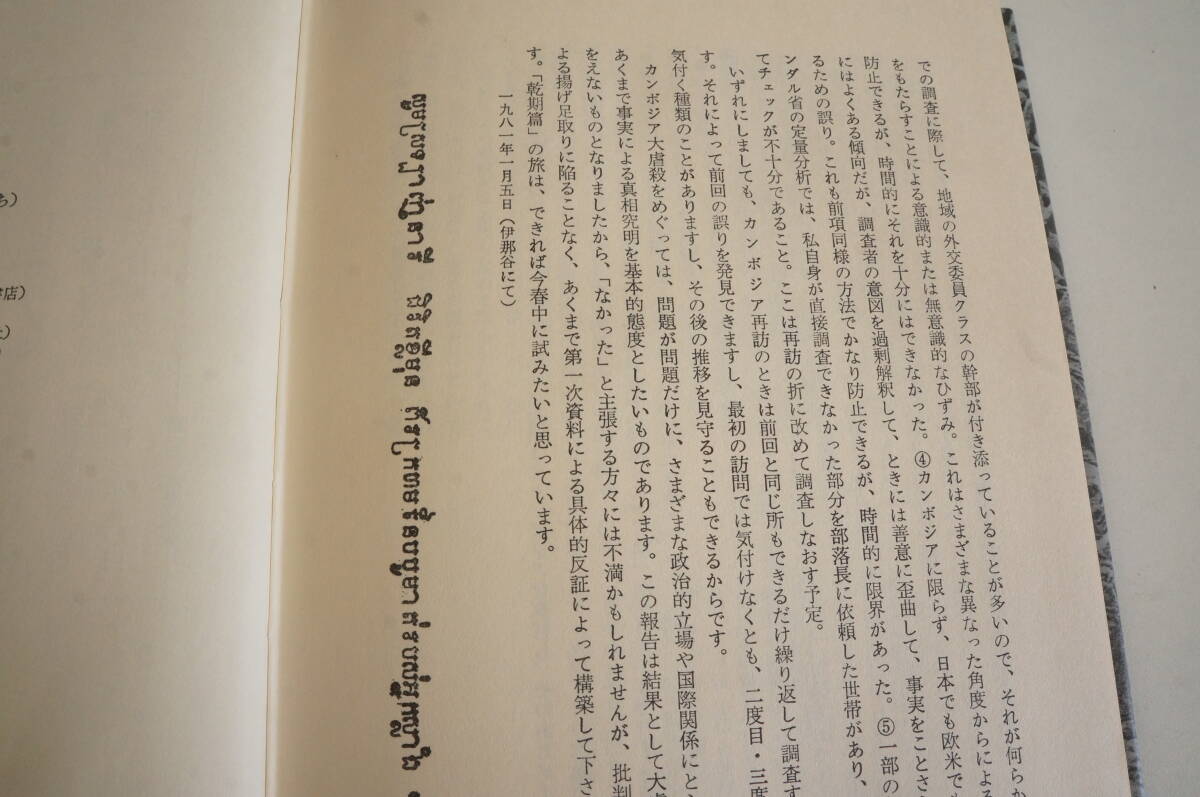 での調査に際して、地域の外交委員クラスの幹部が付き添っていることが多いので、それが何らか
をもたらすことによる意識的または無意識的なひずみ。これはさまざまな異なった角度からによる
防止できるが、時間的にそれを十分にはできなかった。④カンボジアに限らず、日本でも欧米でも
にはよくある傾向だが、調査者の意図を過剰解釈して、ときには善意に歪曲して、事実をことさ
るための誤り。これも前項同様の方法でかなり防止できるが、時間的に限界があった。⑤一部の
ンダル省の定量分析では、私自身が直接調査できなかった部分を部落長に依頼した世帯があり、
てチェックが不十分であること。ここは再訪の折に改めて調査しなおす予定。
いずれにしましても、カンボジア再訪のときは前回と同じ所もできるだけ繰り返して調査す
す。それによって前回の誤りを発見できますし、最初の訪問では気付けなくとも、二度目・三度
気付く種類のことがありますし、その後の推移を見守ることもできるからです。
カンボジア大虐殺をめぐっては、問題が問題だけに、さまざまな政治的立場や国際関係にと
あくまで事実による真相究明を基本的態度としたいものであります。この報告は結果として大虐
をえないものとなりましたから、「なかった」と主張する方々には不満かもしれませんが、批判
よる揚げ足取りに陥ることなく、あくまで第一次資料による具体的反証によって構築して下さ
す。「乾期篇」の旅は、できれば今春中に試みたいと思っています。
一九八一年一月五日(伊那谷にて)
ち)
書店)